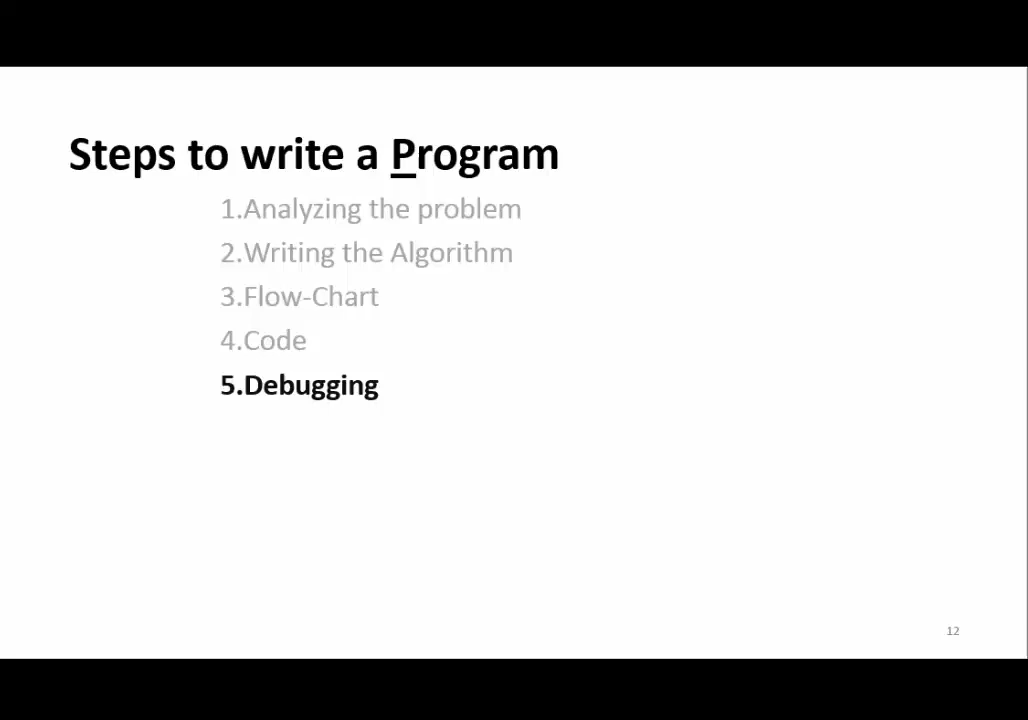 Steps to write a Program
1.Analyzing the problem
2.Writing the Algorithm
3.Flow-Chart
4.Code
5.Debugging
12